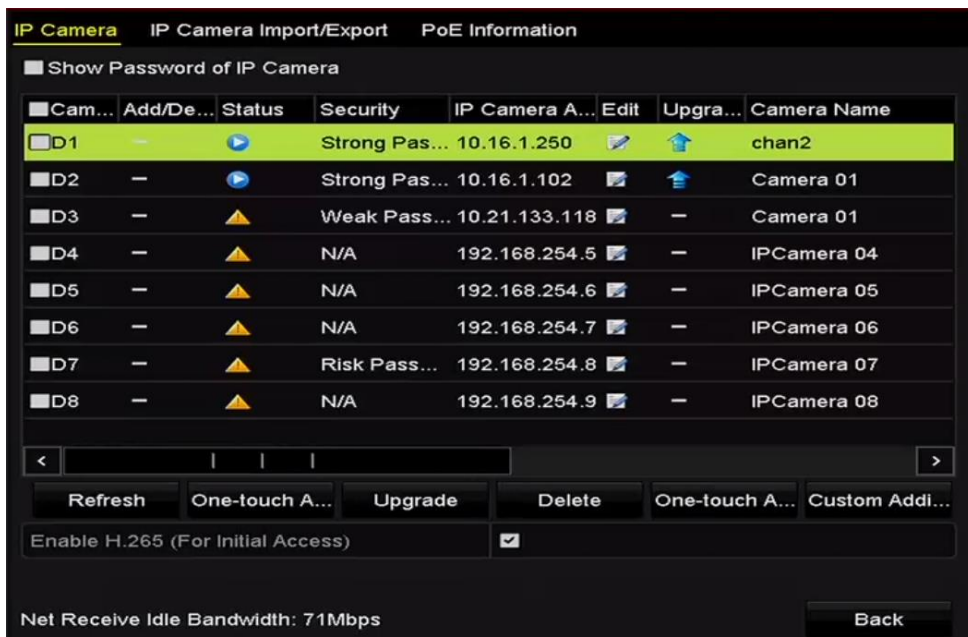 IP Camera IP Camera Import/Export PoE Information
Show Password of IP Camera
Cam... Add/De... Status Security IP Camera A... Edit Upgra... Camera Name
D1 — Strong Pas... 10.16.1.250 chan2
D2 — Strong Pas... 10.16.1.102 Camera 01
D3 — Weak Pass... 10.21.133.118 — Camera 01
D4 — N/A 192.168.254.5 — IPCamera 04
D5 — N/A 192.168.254.6 — IPCamera 05
D6 — N/A 192.168.254.7 — IPCamera 06
D7 — Risk Pass... 192.168.254.8 — IPCamera 07
D8 — N/A 192.168.254.9 — IPCamera 08
< >
Refresh One-touch A... Upgrade Delete One-touch A... Custom Addi...
Enable H.265 (For Initial Access)
Net Receive Idle Bandwidth: 71Mbps Back